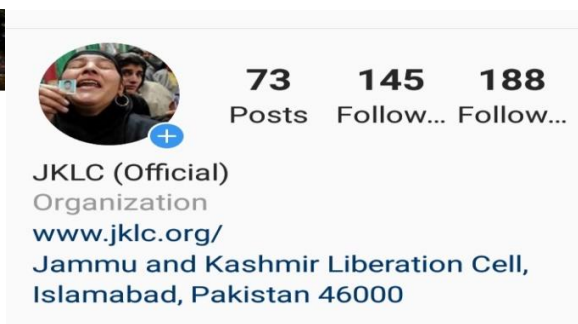 73 145 188
Posts Follow... Follow...
JKLC (Official)
Organization
www.jklc.org/
Jammu and Kashmir Liberation Cell,
Islamabad, Pakistan 46000